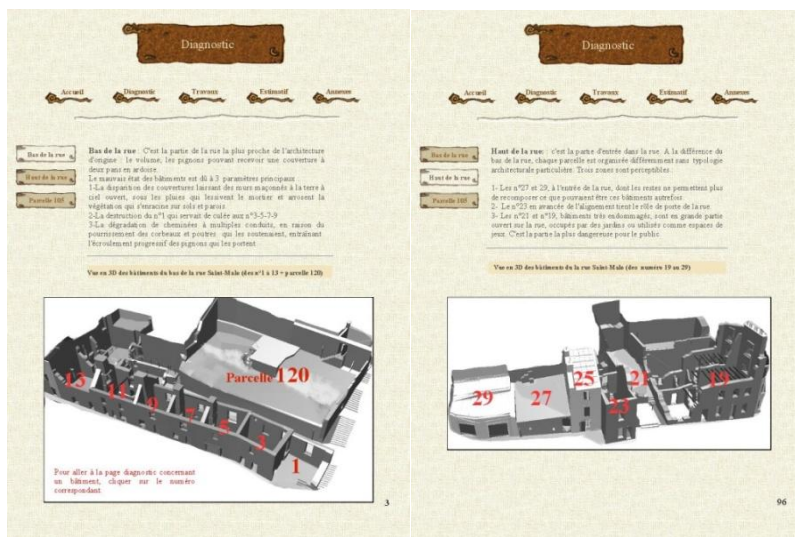 Diagnostic
Accueil
Diagnostic
Travaux
Estimatif
Annexes
Bas de la rue
Haut de la rue
Parcelle 105
Bas de la rue : C'est la partie de la rue la plus proche de l'architecture
d'origine : le volume, les pignons pouvant recevoir une couverture à
deux pans en ardoise.
Le mauvais état des bâtiments est dû à 3 paramètres principaux :
1-La disparition des couvertures laissant des murs maçonnés à la terre à
ciel ouvert, sous les pluies qui lessivent le mortier et arrosent la
végétation qui s'enracine sur sols et parois.
2-La destruction du n°1 qui servait de culée aux n°3-5-7-9
3-La dégradation de cheminées à multiples conduits, en raison du
pourrissement des corbeaux et poutres qui les soutenaient, entraînant
l'écroulement progressif des pignons qui les portent.
Vue en 3D des bâtiments du bas de la rue Saint-Malo (des n°1 à 13 + parcelle 120)
Parcelle 120
13
11
9
7
5
3
1
Pour aller à la page diagnostic concernant
un bâtiment, cliquer sur le numéro
correspondant
3
Diagnostic
Accueil
Diagnostic
Travaux
Estimatif
Annexes
Bas de la rue
Haut de la rue
Parcelle 105
Haut de la rue: : c'est la partie d'entrée dans la rue. A la différence du
bas de la rue, chaque parcelle est organisée différemment sans typologie
architecturale particulière. Trois zones sont perceptibles :
1- Les n°27 et 29, à l'entrée de la rue, dont les restes ne permettent plus
de recomposer ce que pouvaient être ces bâtiments autrefois.
2- Le n°23 en avancée de l'alignement tient le rôle de porte de la rue.
3- Les n°21 et n°19, bâtiments très endommagés, sont en grande partie
ouvert sur la rue, occupés par des jardins ou utilisés comme espaces de
jeux. C'est la partie la plus dangereuse pour le public.
Vue en 3D des bâtiments du la rue Saint-Malo (des numéro 19 au 29)
29
27
25
23
21
19
96